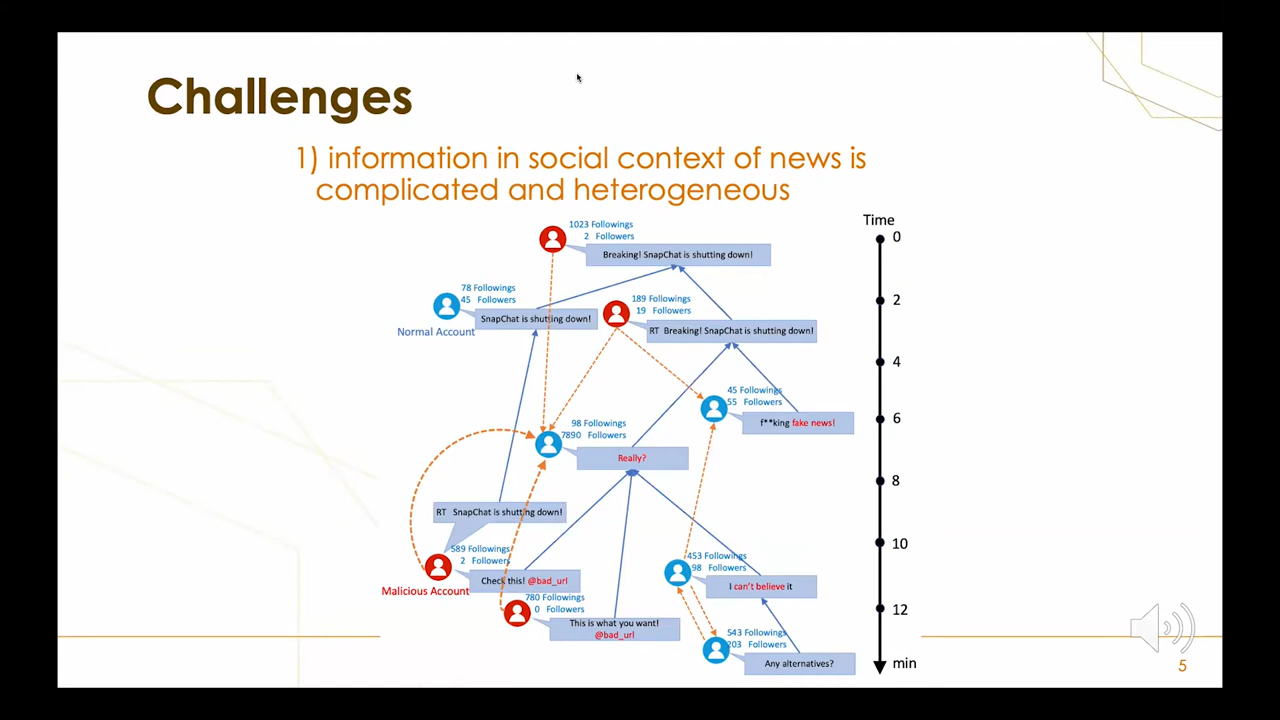 Challenges
1) information in social context of news is
complicated and heterogeneous
Time
0
1023 Followings
2 Followers
Breaking! SnapChat is shutting down!
78 Followings
45 Followers
SnapChat is shutting down!
Normal Account
189 Followings
19 Followers
RT Breaking! SnapChat is shutting down!
2
4
45 Followings
55 Followers
f**king fake news!
6
98 Followings
7890 Followers
Really?
8
RT SnapChat is shutting down!
10
589 Followings
2 Followers
Check this! @bad_url
Malicious Account
453 Followings
98 Followers
I can't believe it
780 Followings
0 Followers
This is what you want!
@bad_url
12
543 Followings
203 Followers
Any alternatives?
min
5